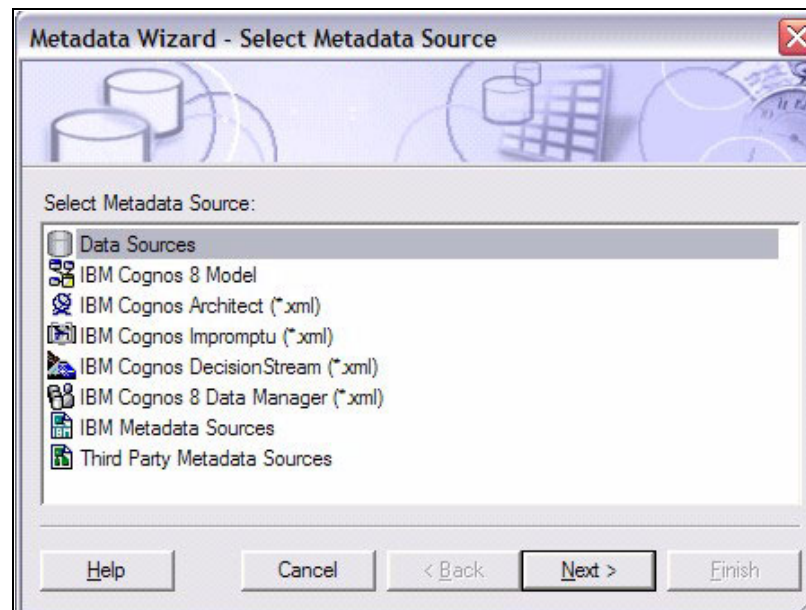 Metadata Wizard - Select Metadata Source
Select Metadata Source:
Data Sources
IBM Cognos 8 Model
IBM Cognos Architect (*.xml)
IBM Cognos Impromptu (*.xml)
IBM Cognos DecisionStream (*.xml)
IBM Cognos 8 Data Manager (*.xml)
IBM Metadata Sources
Third Party Metadata Sources
Help Cancel < Back Next > Finish